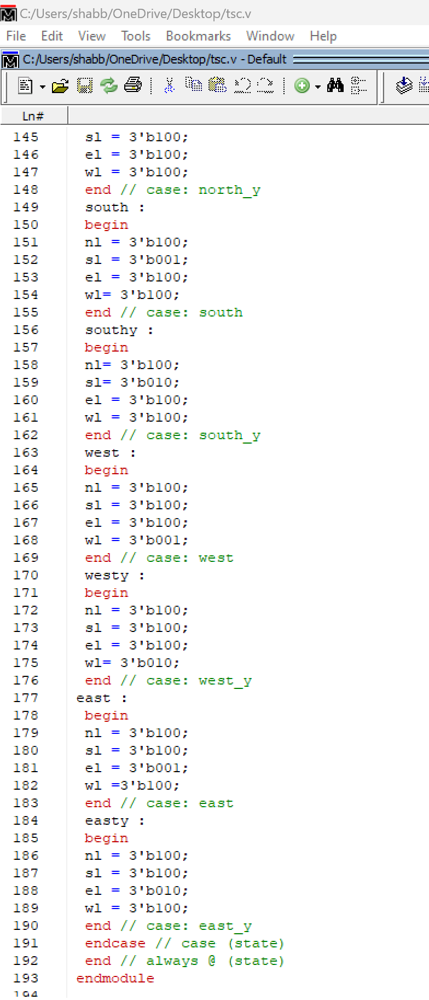 C:/Users/shabb/OneDrive/Desktop/tsc.v
File Edit View Tools Bookmarks Window Help
C:/Users/shabb/OneDrive/Desktop/tsc.v - Default
Ln#
145 sl = 3'b100;
146 el = 3'b100;
147 wl = 3'b100;
148 end // case: north_y
149 south :
150 begin
151 nl = 3'b100;
152 sl = 3'b001;
153 el = 3'b100;
154 wl= 3'b100;
155 end // case: south
156 southy :
157 begin
158 nl= 3'b100;
159 sl= 3'b010;
160 el = 3'b100;
161 wl = 3'b100;
162 end // case: south_y
163 west :
164 begin
165 nl = 3'b100;
166 sl = 3'b100;
167 el = 3'b100;
168 wl = 3'b001;
169 end // case: west
170 westy :
171 begin
172 nl = 3'b100;
173 sl = 3'b100;
174 el = 3'b100;
175 wl= 3'b010;
176 end // case: west_y
177 east :
178 begin
179 nl = 3'b100;
180 sl = 3'b100;
181 el = 3'b001;
182 wl =3'b100;
183 end // case: east
184 easty :
185 begin
186 nl = 3'b100;
187 sl = 3'b100;
188 el = 3'b010;
189 wl = 3'b100;
190 end // case: east_y
191 endcase // case (state)
192 end // always @ (state)
193 endmodule
194